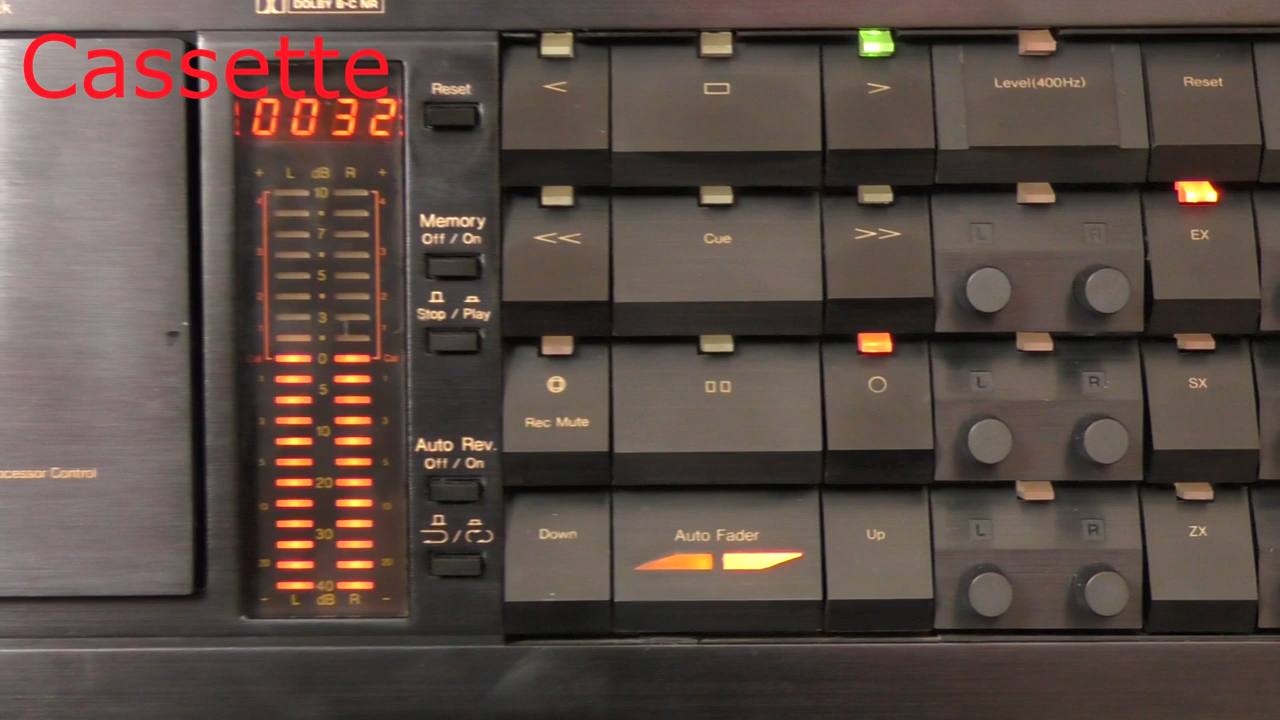 DOLBY B-C NR
Cassette
0032
Reset
+ L dB R +
10
7
5
3
0
5
10
20
30
40
- L dB R -
Memory
Off / On
Stop / Play
Auto Rev.
Off / On
ocessor Control
< > Level(400Hz) Reset
<< Cue >> L R EX
Rec Mute L R SX
Down Auto Fader Up L R ZX